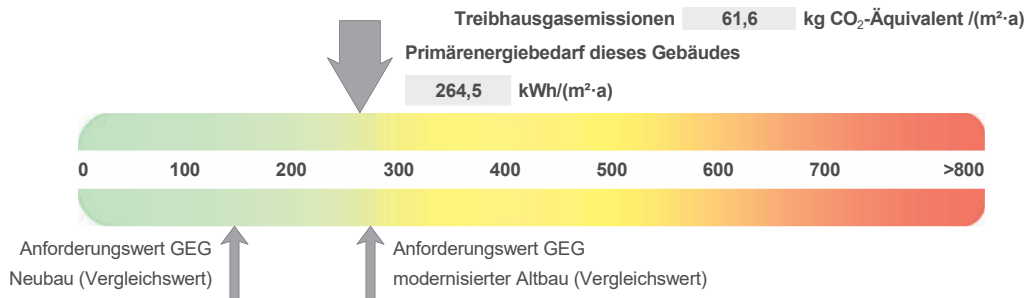 Treibhausgasemissionen 61,6 kg CO₂-Äquivalent /(m²·a)
Primärenergiebedarf dieses Gebäudes
264,5 kWh/(m²·a)
0 100 200 300 400 500 600 700 >800
Anforderungswert GEG
Neubau (Vergleichswert)
Anforderungswert GEG
modernisierter Altbau (Vergleichswert)